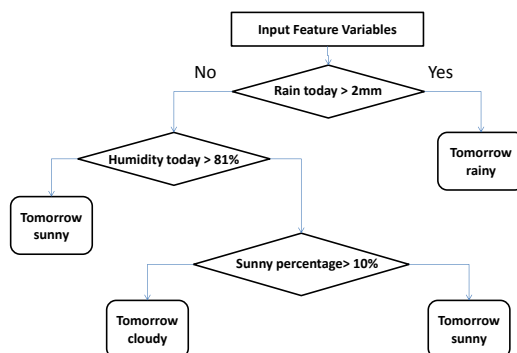 Input Feature Variables
No
Yes
Rain today > 2mm
Humidity today > 81%
Tomorrow
rainy
Tomorrow
sunny
Sunny percentage> 10%
Tomorrow
cloudy
Tomorrow
sunny